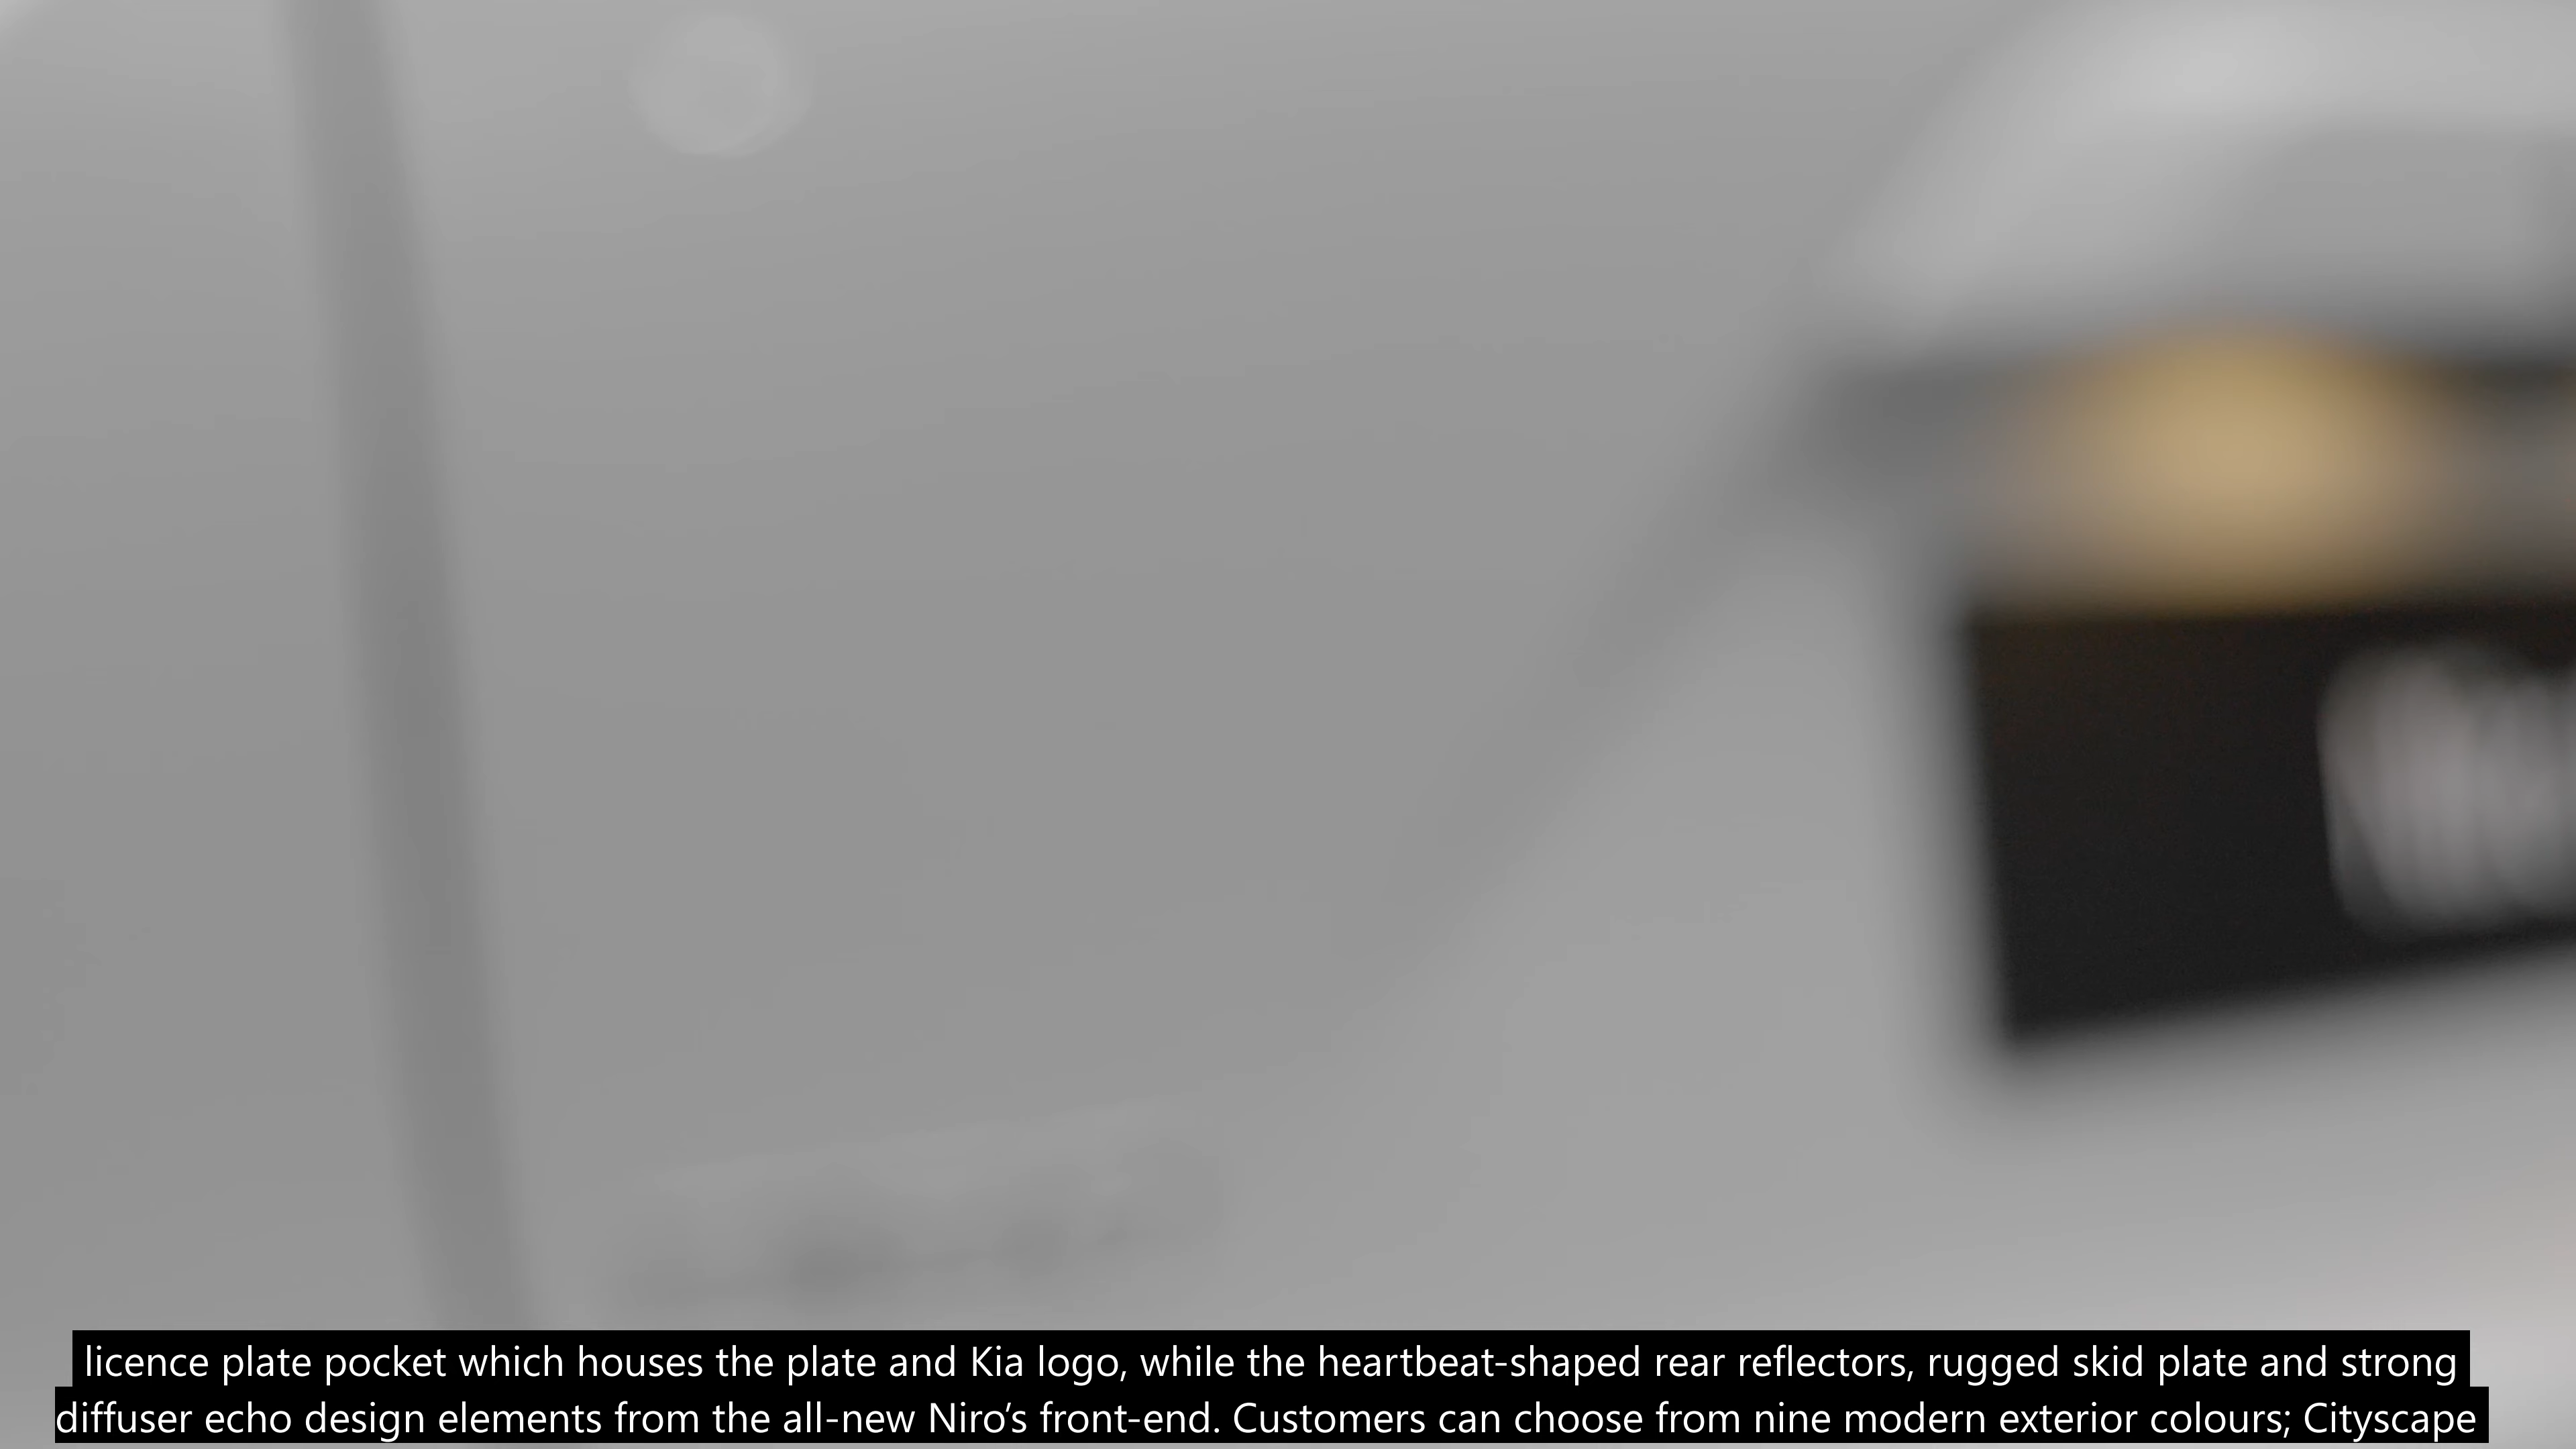 licence plate pocket which houses the plate and Kia logo, while the heartbeat-shaped rear reflectors, rugged skid plate and strong
diffuser echo design elements from the all-new Niro’s front-end. Customers can choose from nine modern exterior colours; Cityscape